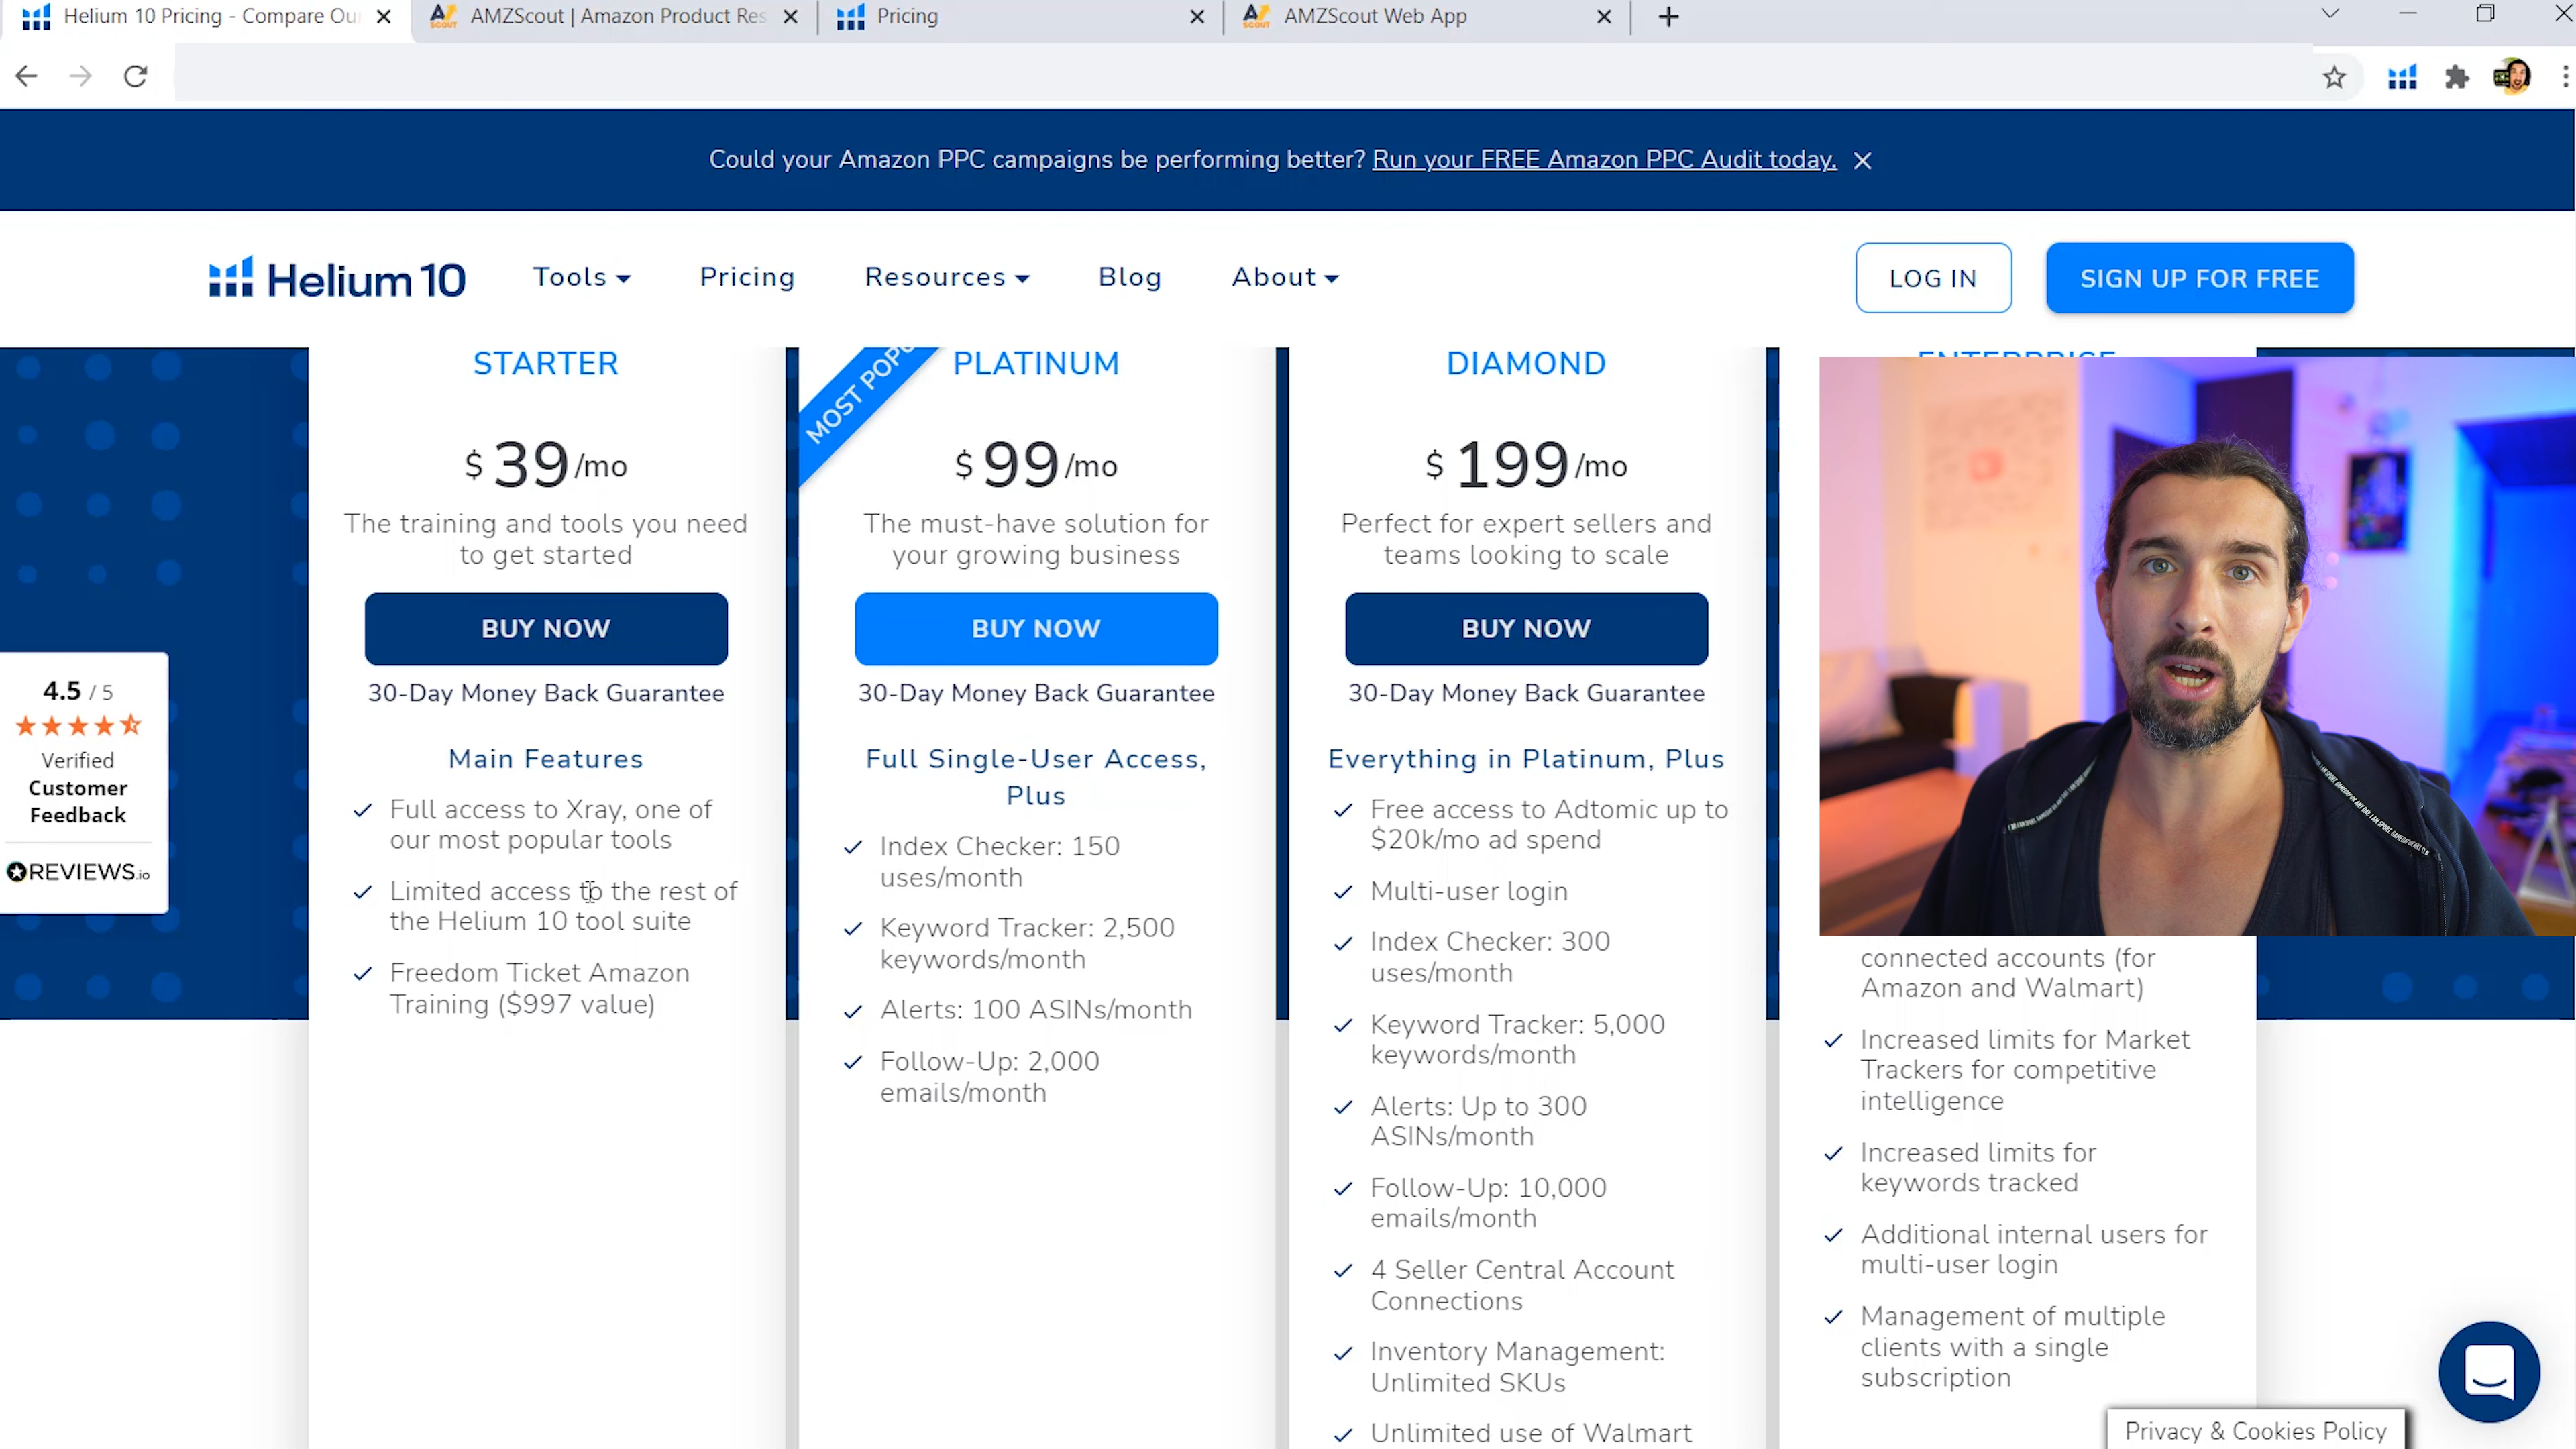 Helium 10 Pricing - Compare Ou
AMZScout | Amazon Product Res
Pricing
AMZScout Web App
Could your Amazon PPC campaigns be performing better? Run your FREE Amazon PPC Audit today.
Helium 10
Tools
Pricing
Resources
Blog
About
LOG IN
SIGN UP FOR FREE
STARTER
$ 39 /mo
The training and tools you need
to get started
BUY NOW
30-Day Money Back Guarantee
Main Features
Full access to Xray, one of
our most popular tools
Limited access to the rest of
the Helium 10 tool suite
Freedom Ticket Amazon
Training ($997 value)
MOST POPU
PLATINUM
$ 99 /mo
The must-have solution for
your growing business
BUY NOW
30-Day Money Back Guarantee
Full Single-User Access,
Plus
Index Checker: 150
uses/month
Keyword Tracker: 2,500
keywords/month
Alerts: 100 ASINs/month
Follow-Up: 2,000
emails/month
DIAMOND
$ 199 /mo
Perfect for expert sellers and
teams looking to scale
BUY NOW
30-Day Money Back Guarantee
Everything in Platinum, Plus
Free access to Adtomic up to
$20k/mo ad spend
Multi-user login
Index Checker: 300
uses/month
Keyword Tracker: 5,000
keywords/month
Alerts: Up to 300
ASINs/month
Follow-Up: 10,000
emails/month
4 Seller Central Account
Connections
Inventory Management:
Unlimited SKUs
Unlimited use of Walmart
ENTERPRISE
connected accounts (for
Amazon and Walmart)
Increased limits for Market
Trackers for competitive
intelligence
Increased limits for
keywords tracked
Additional internal users for
multi-user login
Management of multiple
clients with a single
subscription
4.5 / 5
Verified
Customer
Feedback
REVIEWS.io
Privacy & Cookies Policy